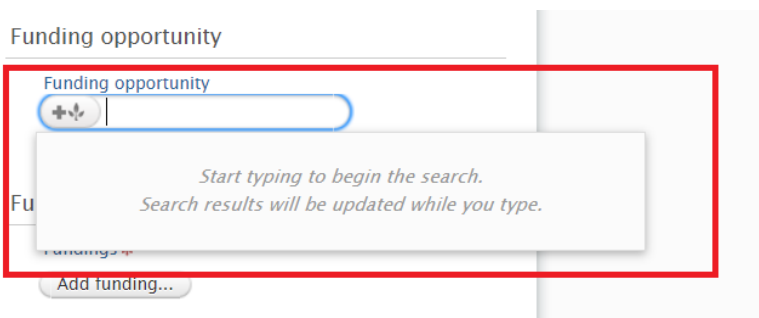 Funding opportunity
Funding opportunity
Start typing to begin the search.
Search results will be updated while you type.
Fu
Fundings *
Add funding...